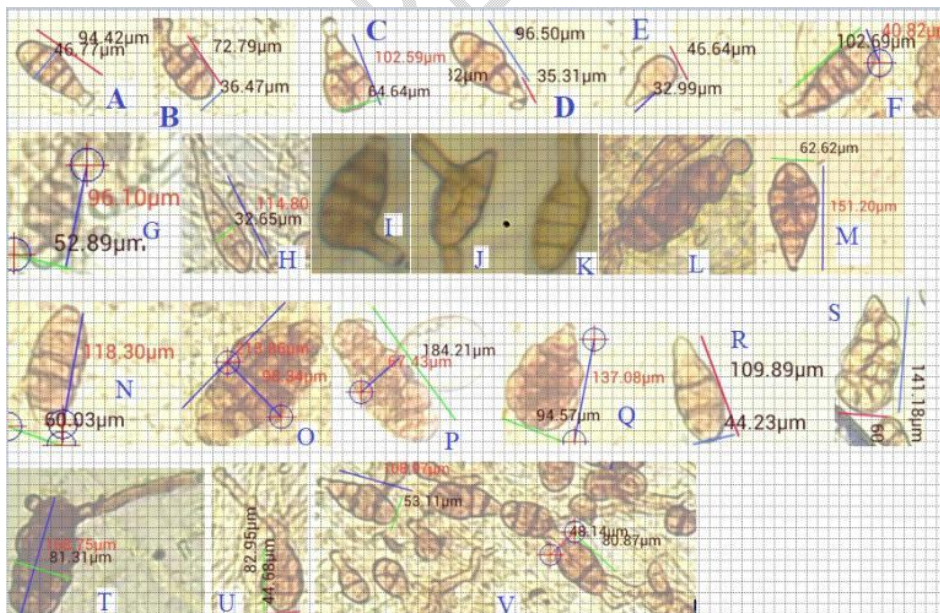 A 94.42µm 46.77µm
B 72.79µm 36.47µm
C 102.59µm 64.64µm
D 96.50µm 35.31µm
E 46.64µm 32.99µm
F 102.69µm 40.82µm
G 96.10µm 52.89µm
H 114.80 32.65µm
I
J
K
L
M 62.62µm 151.20µm
N 118.30µm 60.03µm
O 98.34µm
P 184.21µm 67.43µm
Q 137.08µm 94.57µm
R 109.89µm 44.23µm
S 141.18µm 60
T 81.31µm
U 82.95µm 44.68µm
V 53.11µm 48.14µm 80.87µm